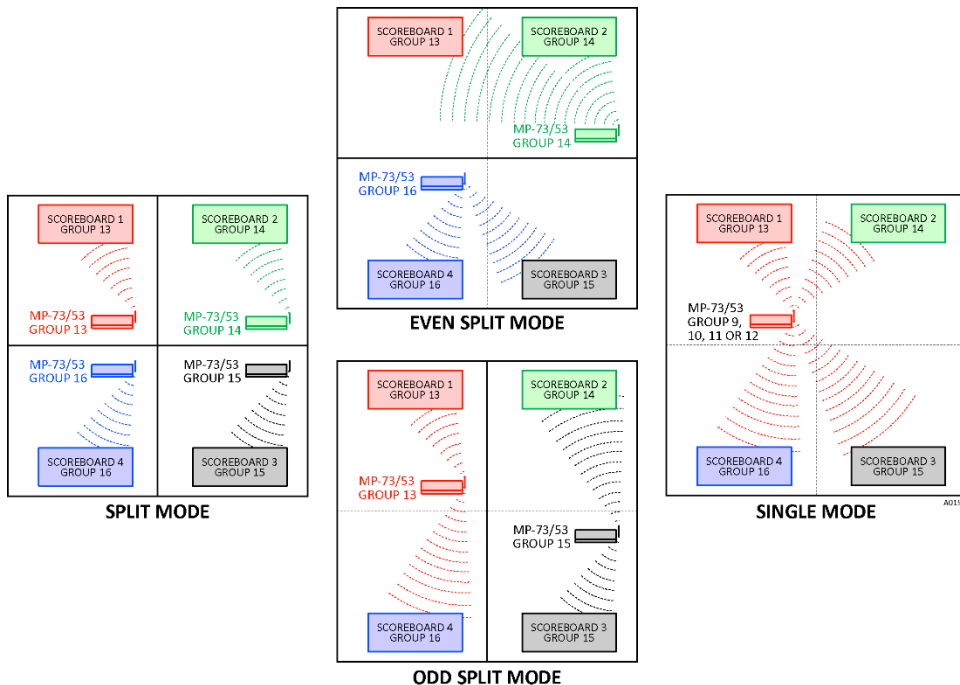 SCOREBOARD 1
GROUP 13
SCOREBOARD 2
GROUP 14
MP-73/53
GROUP 14
MP-73/53
GROUP 16
SCOREBOARD 4
GROUP 16
SCOREBOARD 3
GROUP 15
EVEN SPLIT MODE
SCOREBOARD 1
GROUP 13
SCOREBOARD 2
GROUP 14
MP-73/53
GROUP 13
MP-73/53
GROUP 14
MP-73/53
GROUP 16
MP-73/53
GROUP 15
SCOREBOARD 4
GROUP 16
SCOREBOARD 3
GROUP 15
SPLIT MODE
SCOREBOARD 1
GROUP 13
SCOREBOARD 2
GROUP 14
MP-73/53
GROUP 13
MP-73/53
GROUP 15
SCOREBOARD 4
GROUP 16
SCOREBOARD 3
GROUP 15
ODD SPLIT MODE
SCOREBOARD 1
GROUP 13
SCOREBOARD 2
GROUP 14
MP-73/53
GROUP 9,
10, 11 OR 12
SCOREBOARD 4
GROUP 16
SCOREBOARD 3
GROUP 15
SINGLE MODE